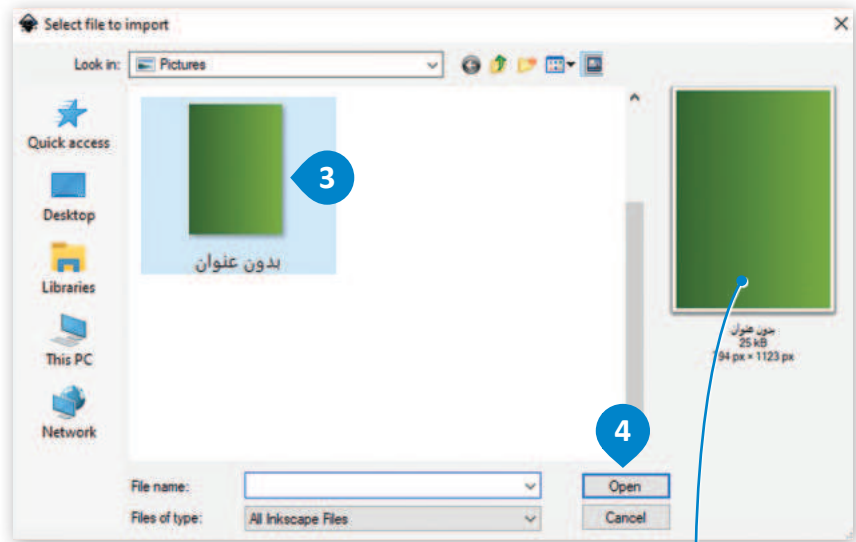 Select file to import
Look in: Pictures
Quick access
Desktop
Libraries
This PC
Network
بدون عنوان
3
بدون عنوان
25 kB
94 px × 1123 px
4
File name:
Open
Files of type: All Inkscape Files
Cancel